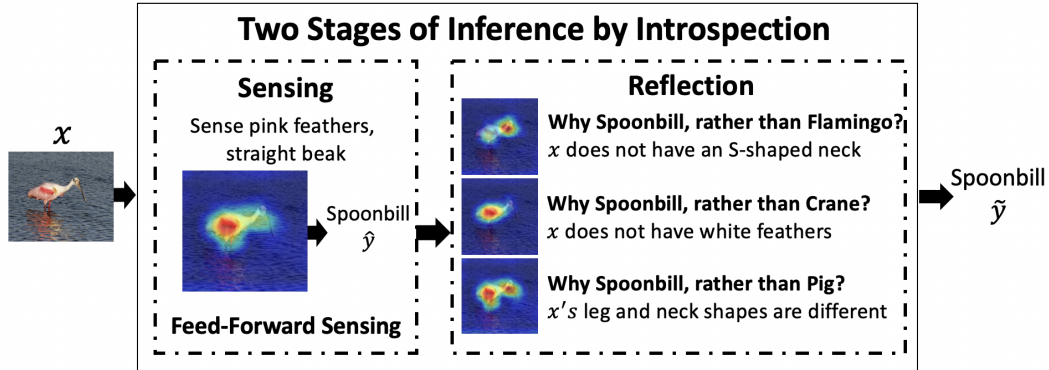 Two Stages of Inference by Introspection
x
Sensing
Sense pink feathers,
straight beak
Spoonbill
ŷ
Feed-Forward Sensing
Reflection
Why Spoonbill, rather than Flamingo?
x does not have an S-shaped neck
Why Spoonbill, rather than Crane?
x does not have white feathers
Why Spoonbill, rather than Pig?
x's leg and neck shapes are different
Spoonbill
ỹ